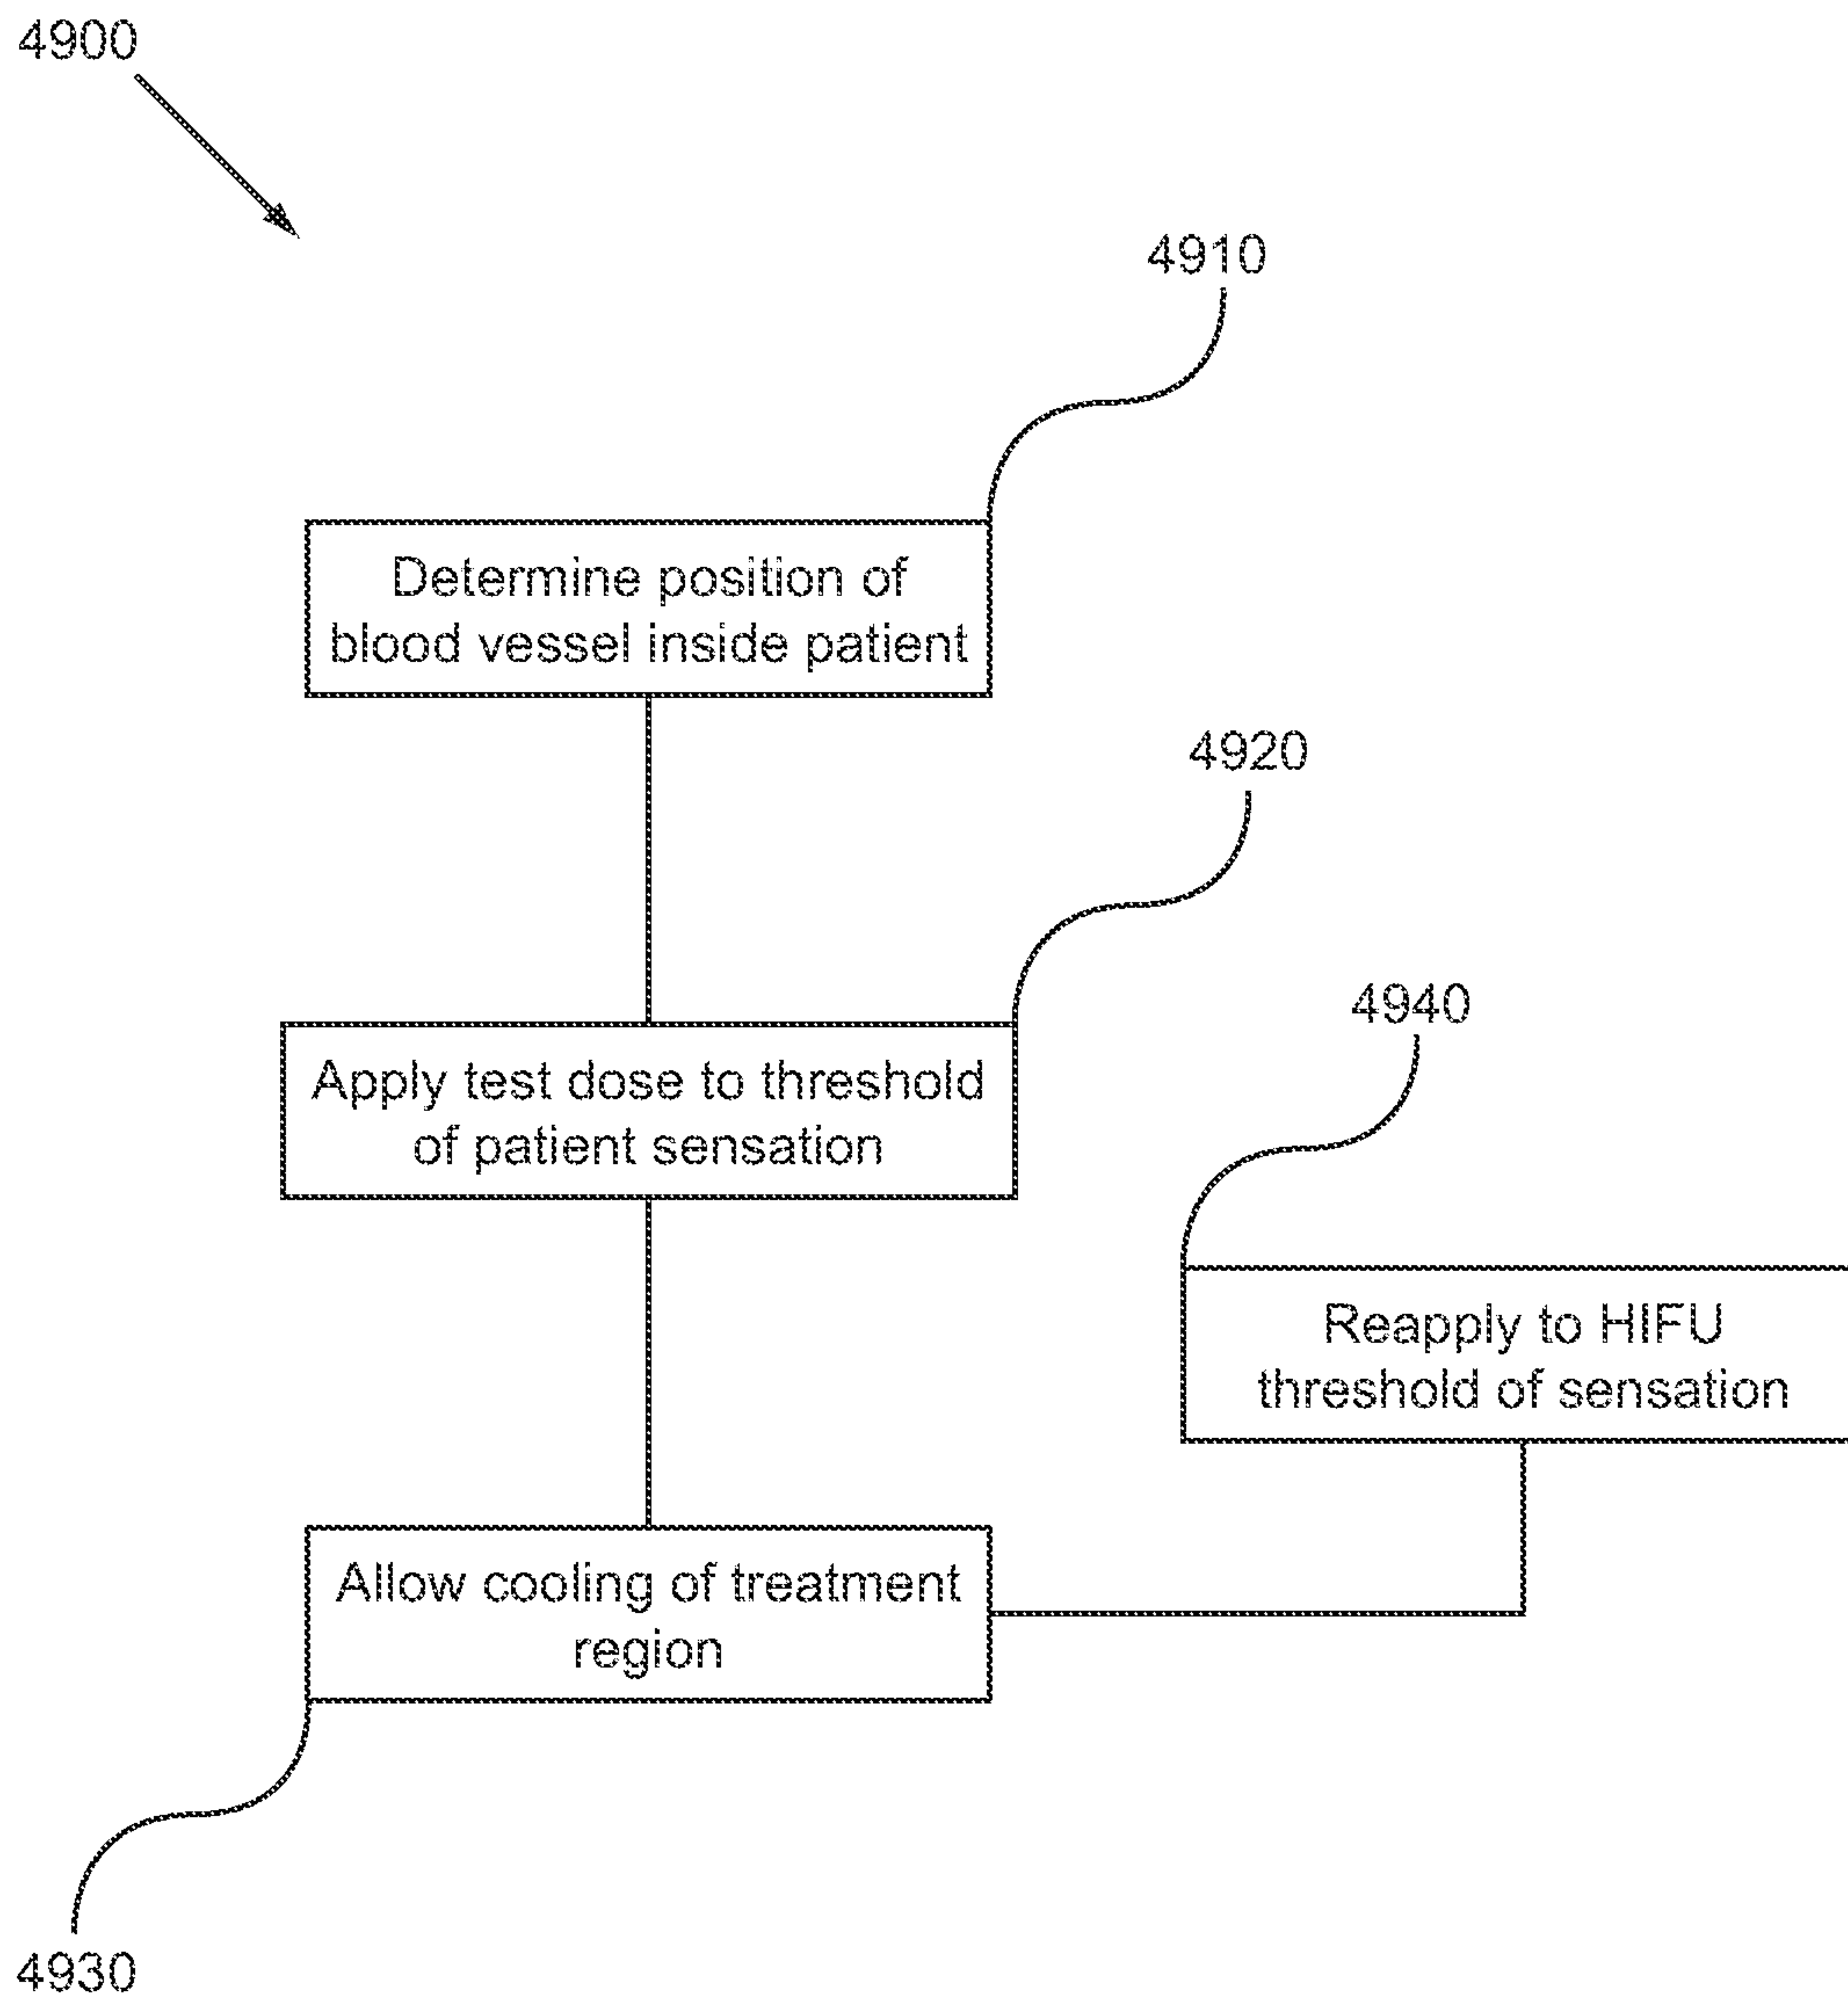 4900
4910
Determine position of
blood vessel inside patient
4920
Apply test dose to threshold
of patient sensation
4940
Reapply to HIFU
threshold of sensation
Allow cooling of treatment
region
4930